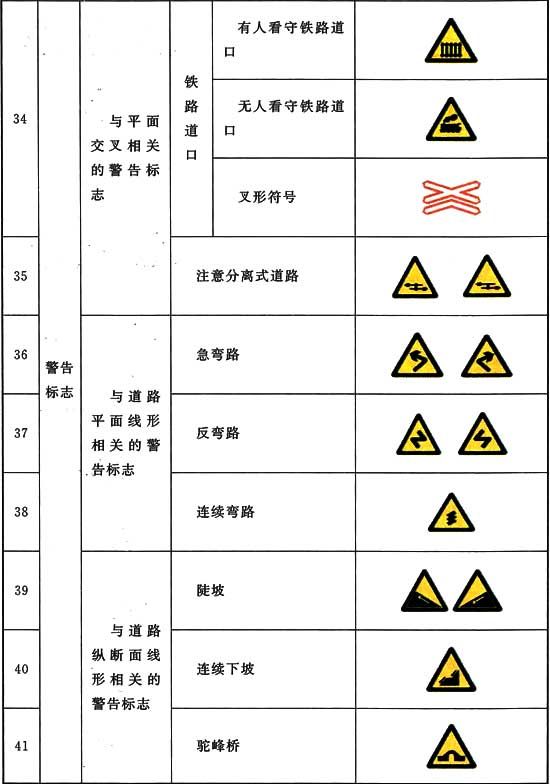 34
警告
标志
与平面
交叉相关
的警告标
志
铁
路
道
口
有人看守铁路道
口
无人看守铁路道
口
叉形符号
35
注意分离式道路
36
与道路
平面线形
相关的警
告标志
急弯路
37
反弯路
38
连续弯路
39
与道路
纵断面线
形相关的
警告标志
陡坡
40
连续下坡
41
驼峰桥